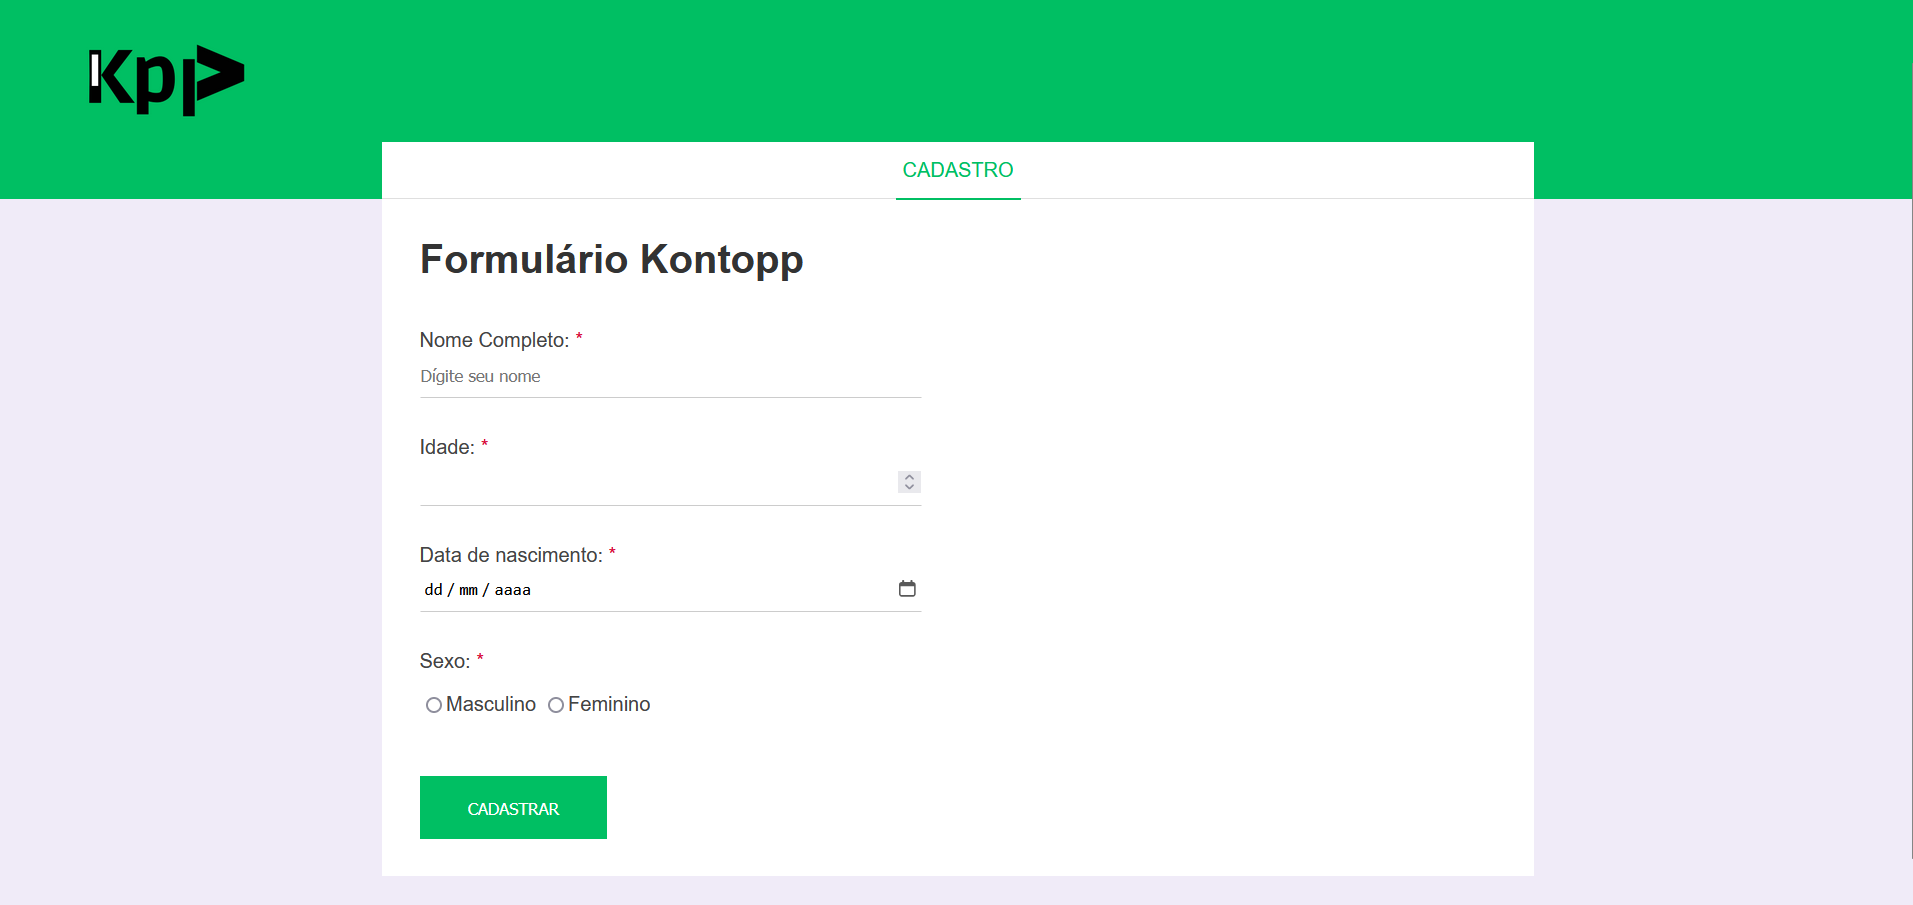 Kpp
CADASTRO
Formulário Kontopp
Nome Completo: *
Dígite seu nome
Idade: *
Data de nascimento: *
dd / mm / aaaa
Sexo: *
Masculino Feminino
CADASTRAR